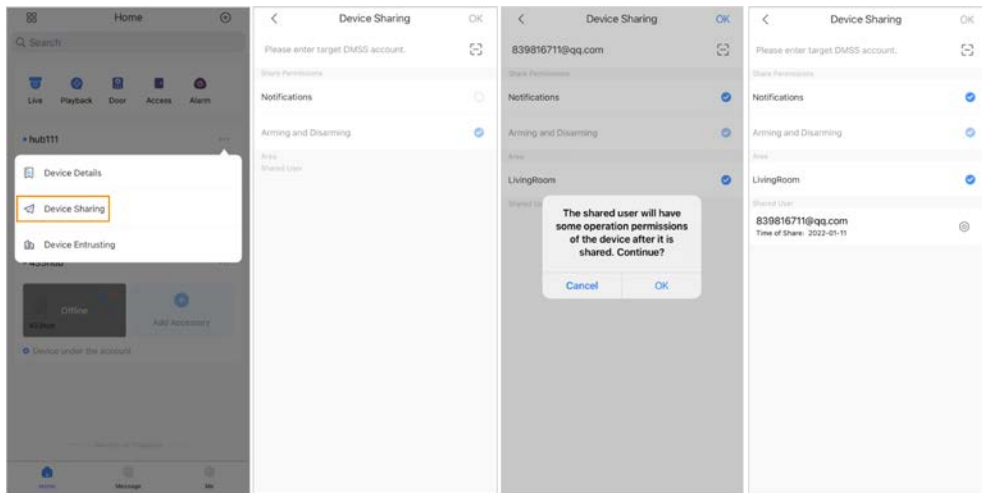 Home
Search
Live
Playback
Door
Access
Alarm
hub111
Device Details
Device Sharing
Device Entrusting
433hub
Offline
433hub
Add Accessory
Device under the account
Home
Message
Me
Device Sharing
OK
Please enter target DMSS account.
Share Permissions
Notifications
Arming and Disarming
Area
Shared User
Device Sharing
OK
839816711@qq.com
Share Permissions
Notifications
Arming and Disarming
Area
LivingRoom
The shared user will have
some operation permissions
of the device after it is
shared. Continue?
Cancel
OK
Device Sharing
OK
Please enter target DMSS account.
Share Permissions
Notifications
Arming and Disarming
Area
LivingRoom
Shared User
839816711@qq.com
Time of Share: 2022-01-11